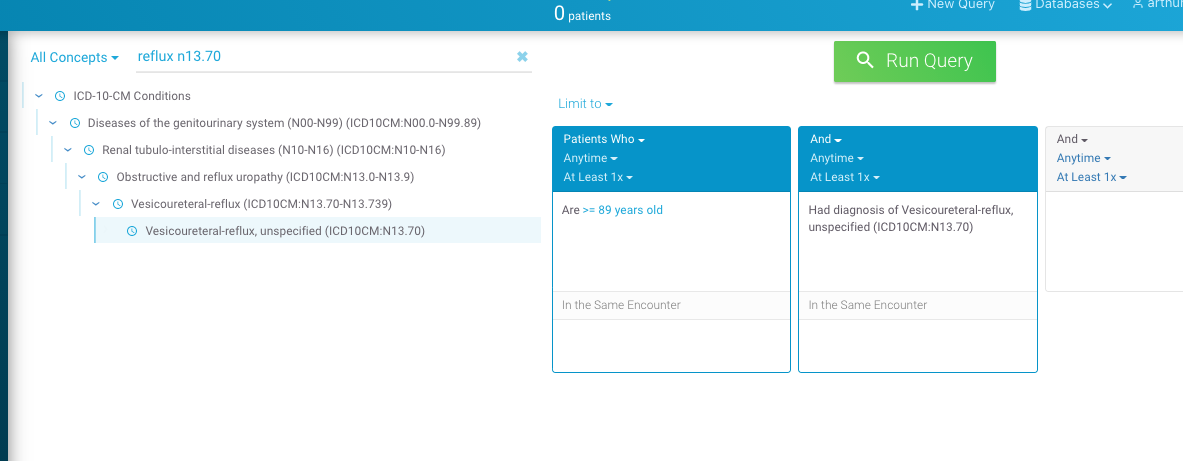 0 patients
New Query
Databases
arthur
All Concepts
reflux n13.70
Run Query
ICD-10-CM Conditions
Diseases of the genitourinary system (N00-N99) (ICD10CM:N00.0-N99.89)
Renal tubulo-interstitial diseases (N10-N16) (ICD10CM:N10-N16)
Obstructive and reflux uropathy (ICD10CM:N13.0-N13.9)
Vesicoureteral-reflux (ICD10CM:N13.70-N13.739)
Vesicoureteral-reflux, unspecified (ICD10CM:N13.70)
Limit to
Patients Who
Anytime
At Least 1x
Are >= 89 years old
In the Same Encounter
And
Anytime
At Least 1x
Had diagnosis of Vesicoureteral-reflux,
unspecified (ICD10CM:N13.70)
In the Same Encounter
And
Anytime
At Least 1x